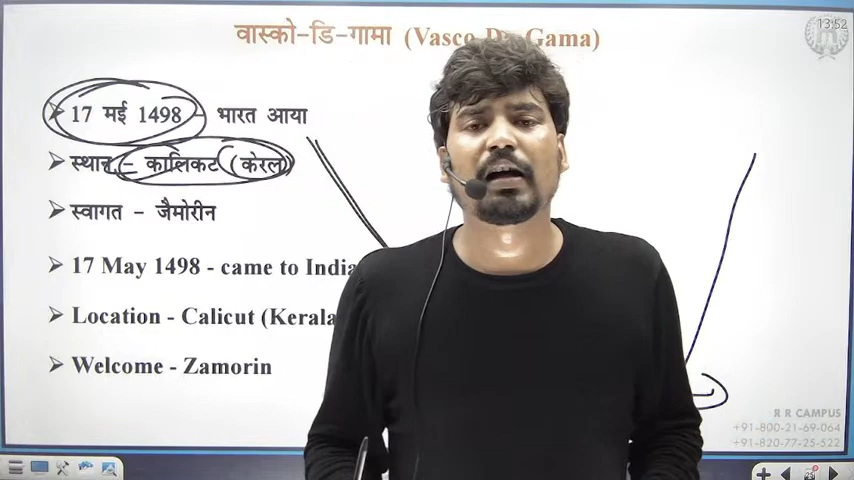 13:52
वास्को-डि-गामा (Vasco Da Gama)
17 मई 1498 - भारत आया
स्थान - कालिकट (केरल)
स्वागत - जैमोरीन
17 May 1498 - came to India
Location - Calicut (Kerala
Welcome - Zamorin
R R CAMPUS
+91-800-21-69-064
+91-820-77-25-522